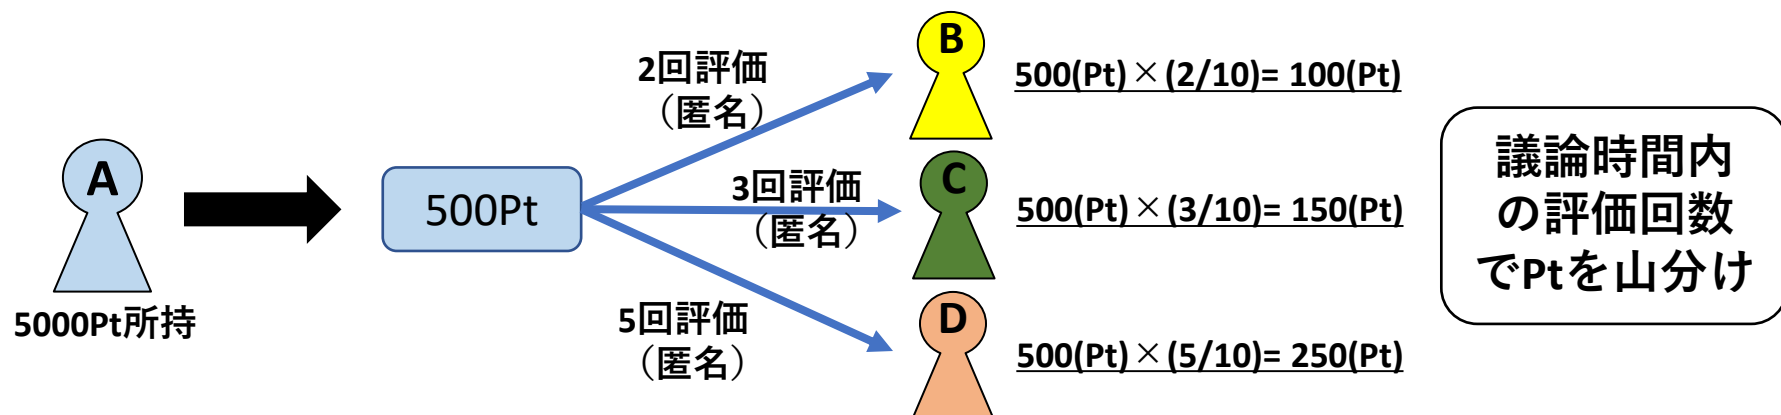 A
5000Pt所持
500Pt
2回評価
（匿名）
B
500(Pt)×(2/10)= 100(Pt)
3回評価
（匿名）
C
500(Pt)×(3/10)= 150(Pt)
5回評価
（匿名）
D
500(Pt)×(5/10)= 250(Pt)
議論時間内
の評価回数
でPtを山分け